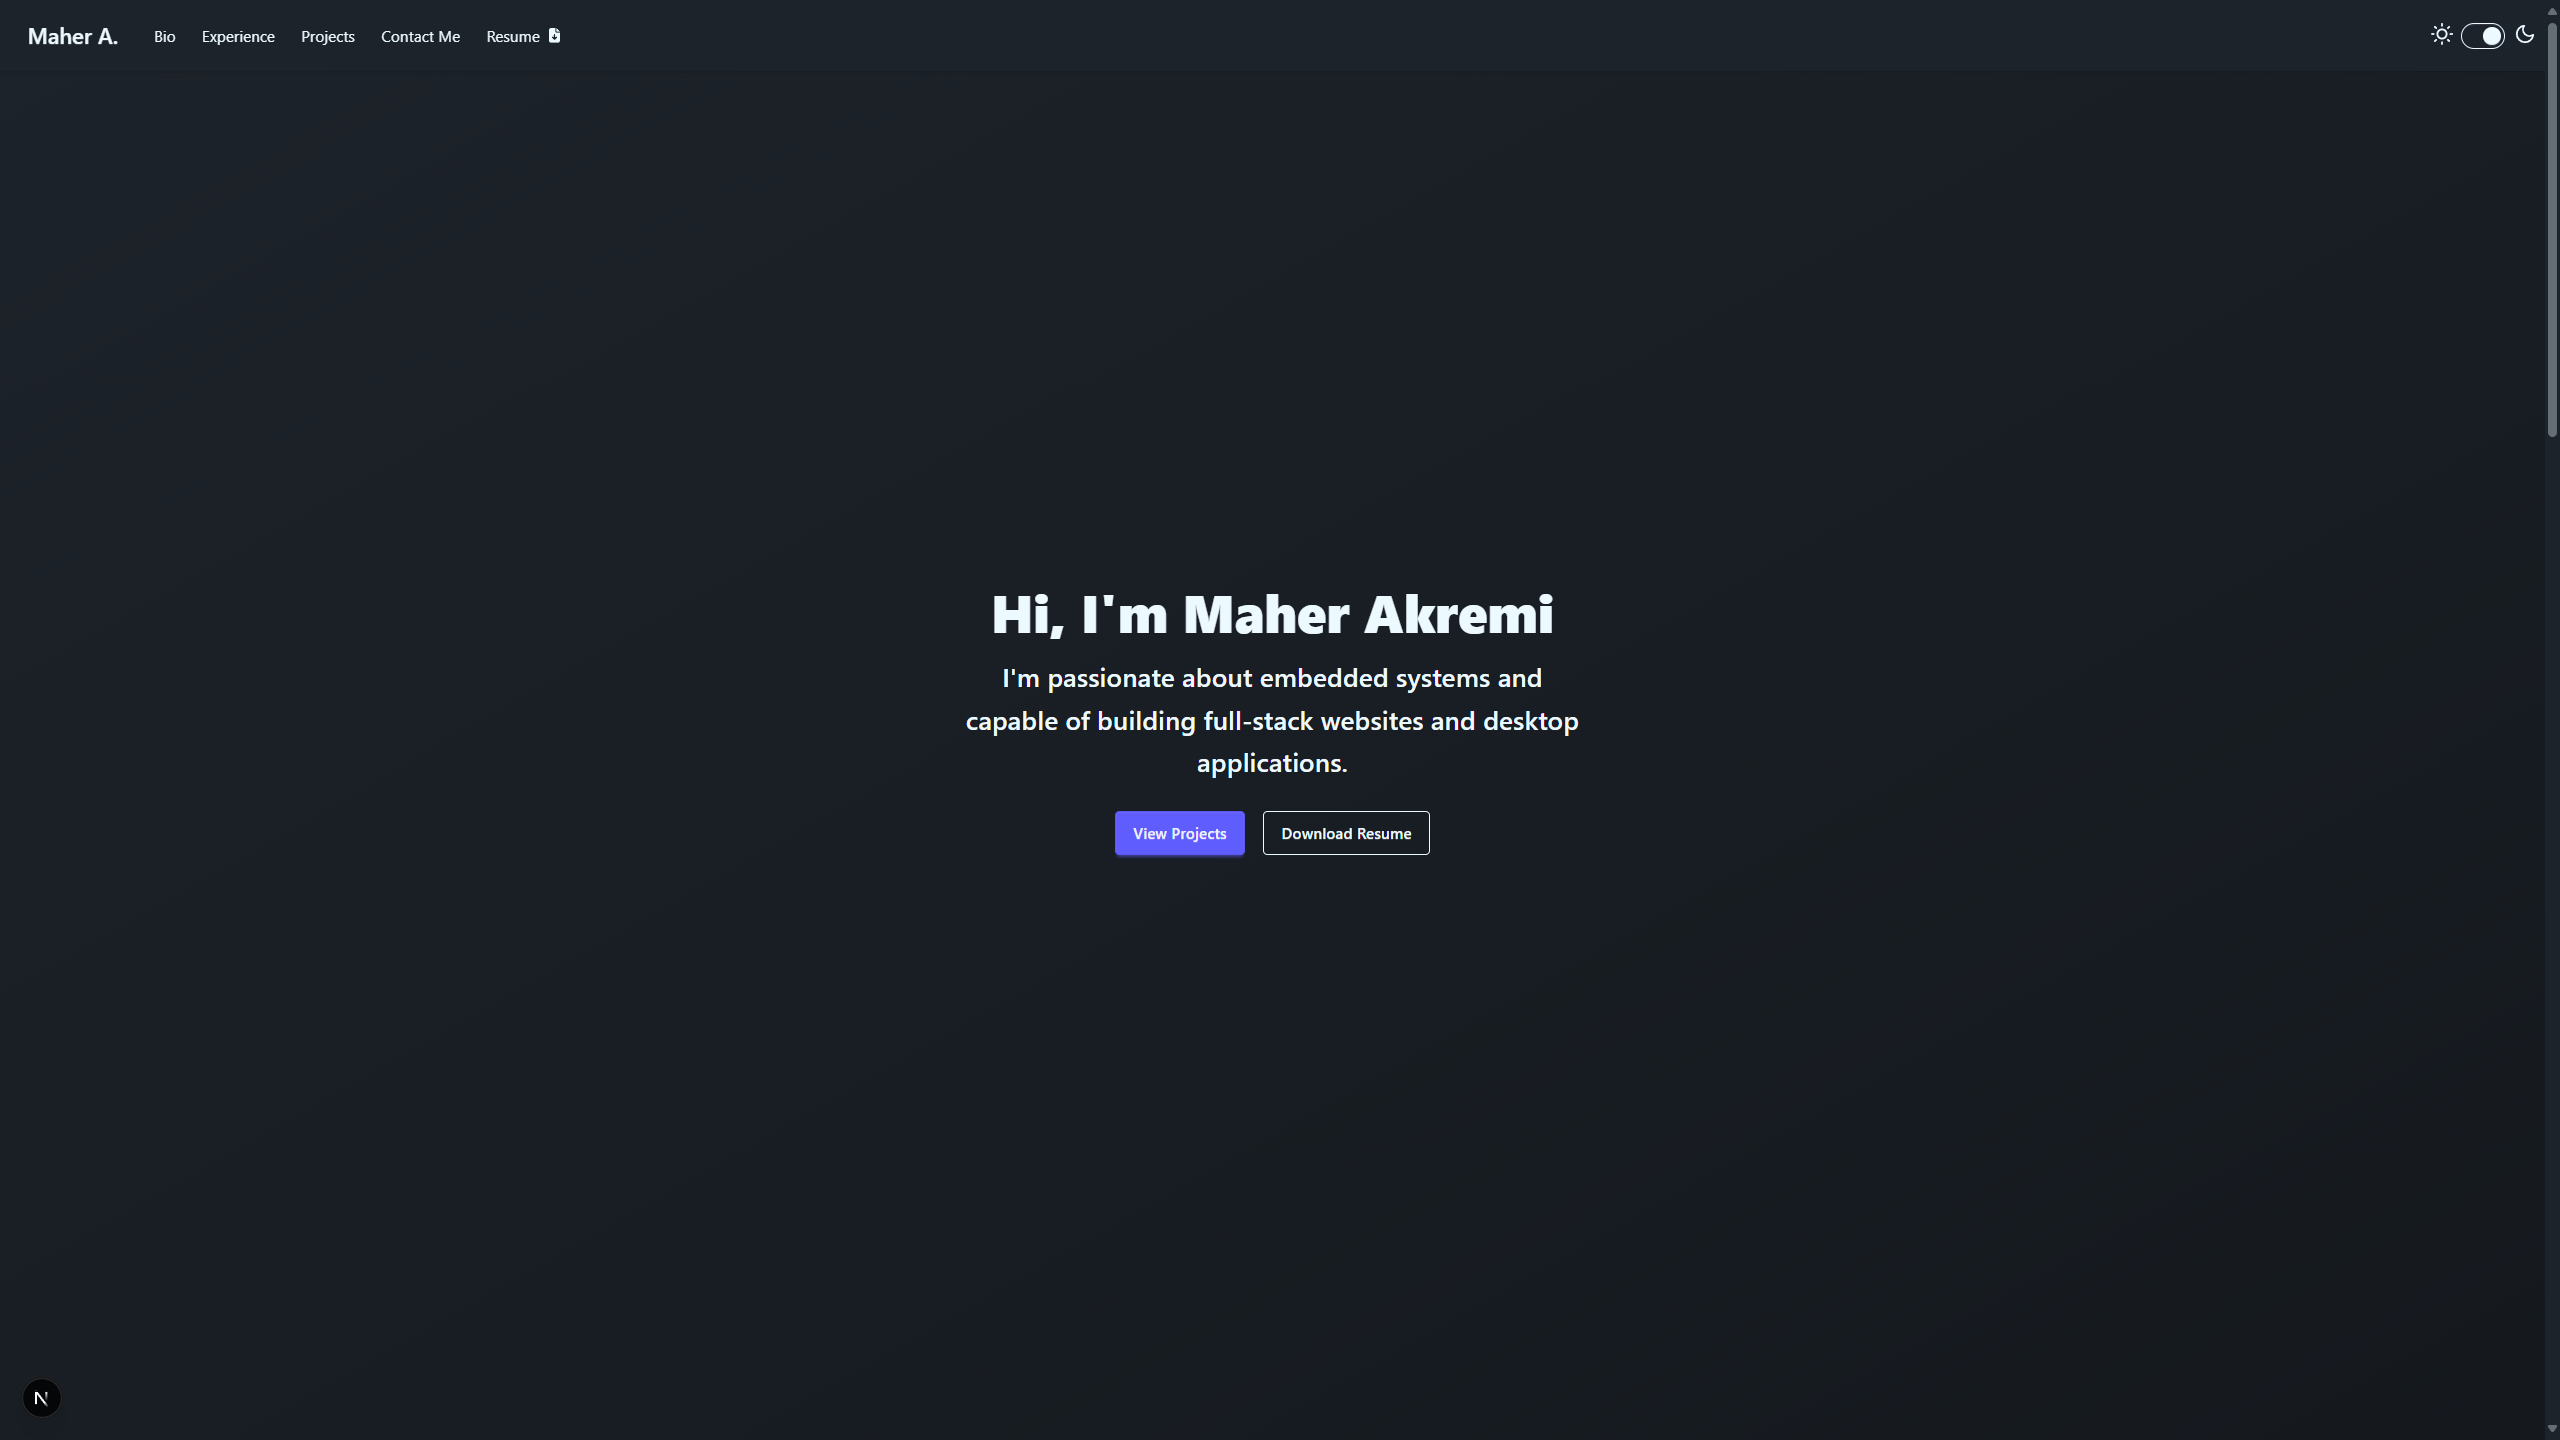 Maher A.
Bio
Experience
Projects
Contact Me
Resume
Hi, I'm Maher Akremi
I'm passionate about embedded systems and
capable of building full-stack websites and desktop
applications.
View Projects
Download Resume
N